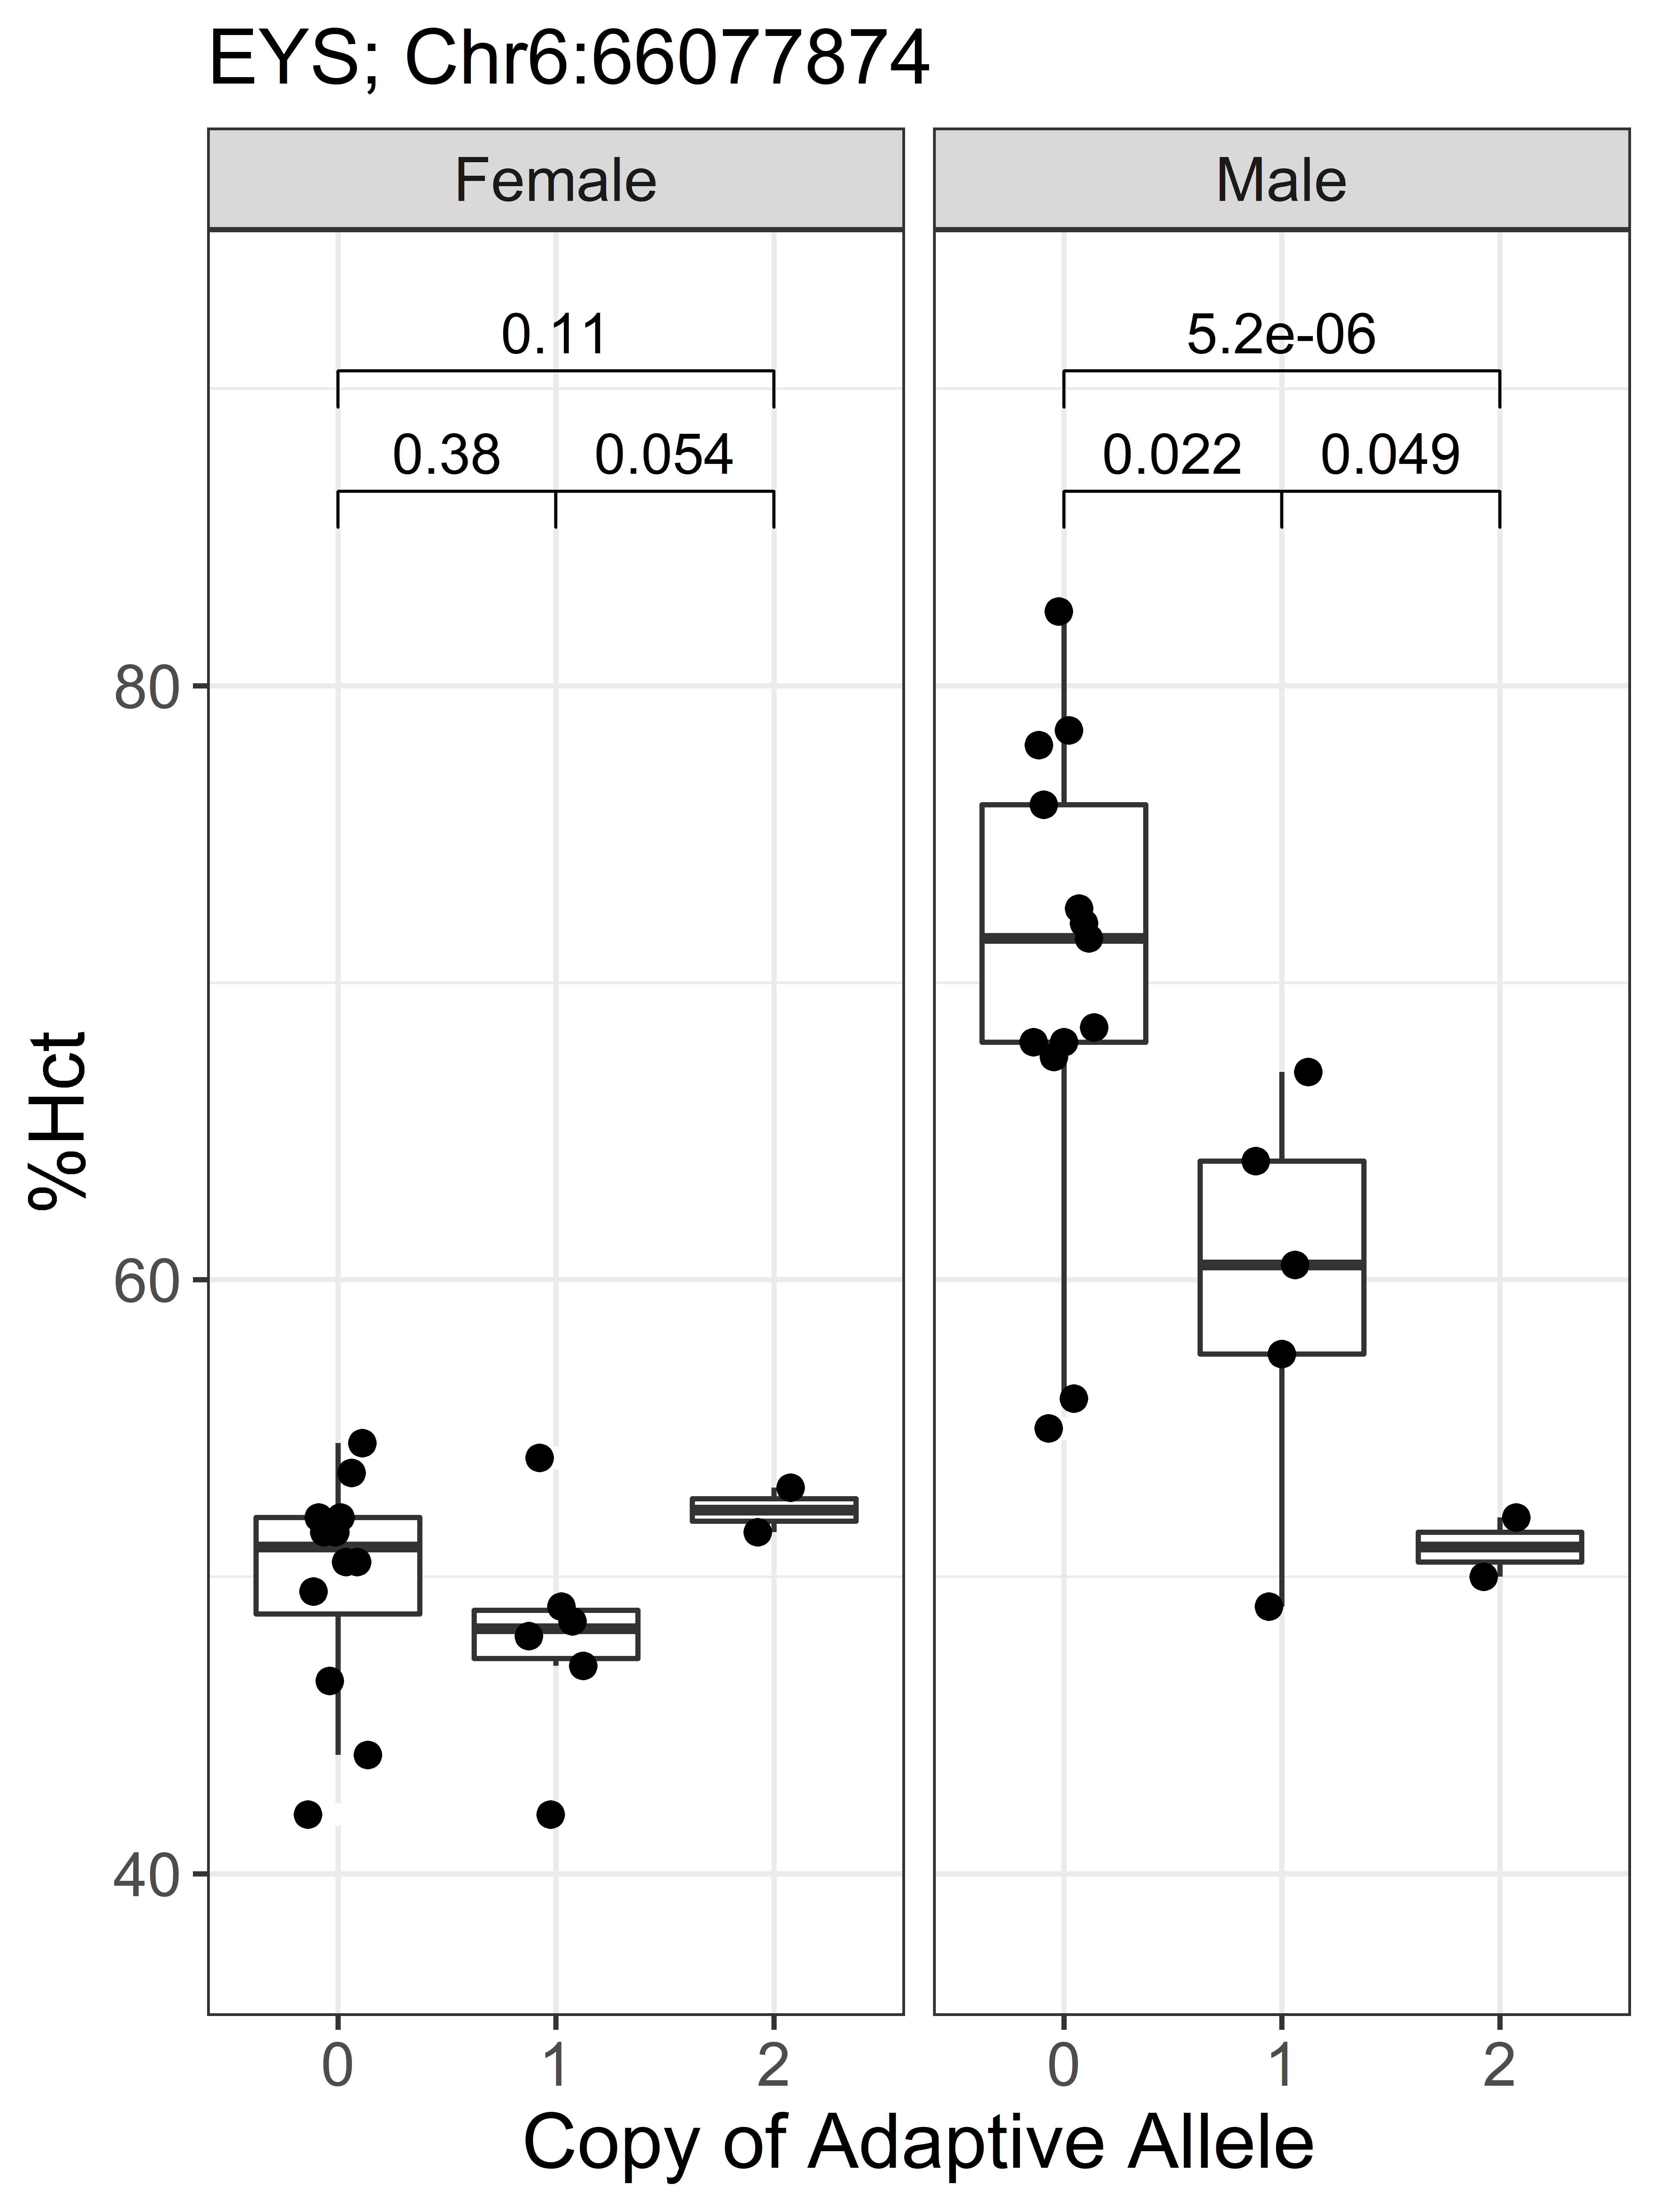 EYS; Chr6:66077874
Female
Male
0.11
5.2e-06
0.38
0.054
0.022
0.049
80
60
40
%Hct
0 1 2
0 1 2
Copy of Adaptive Allele